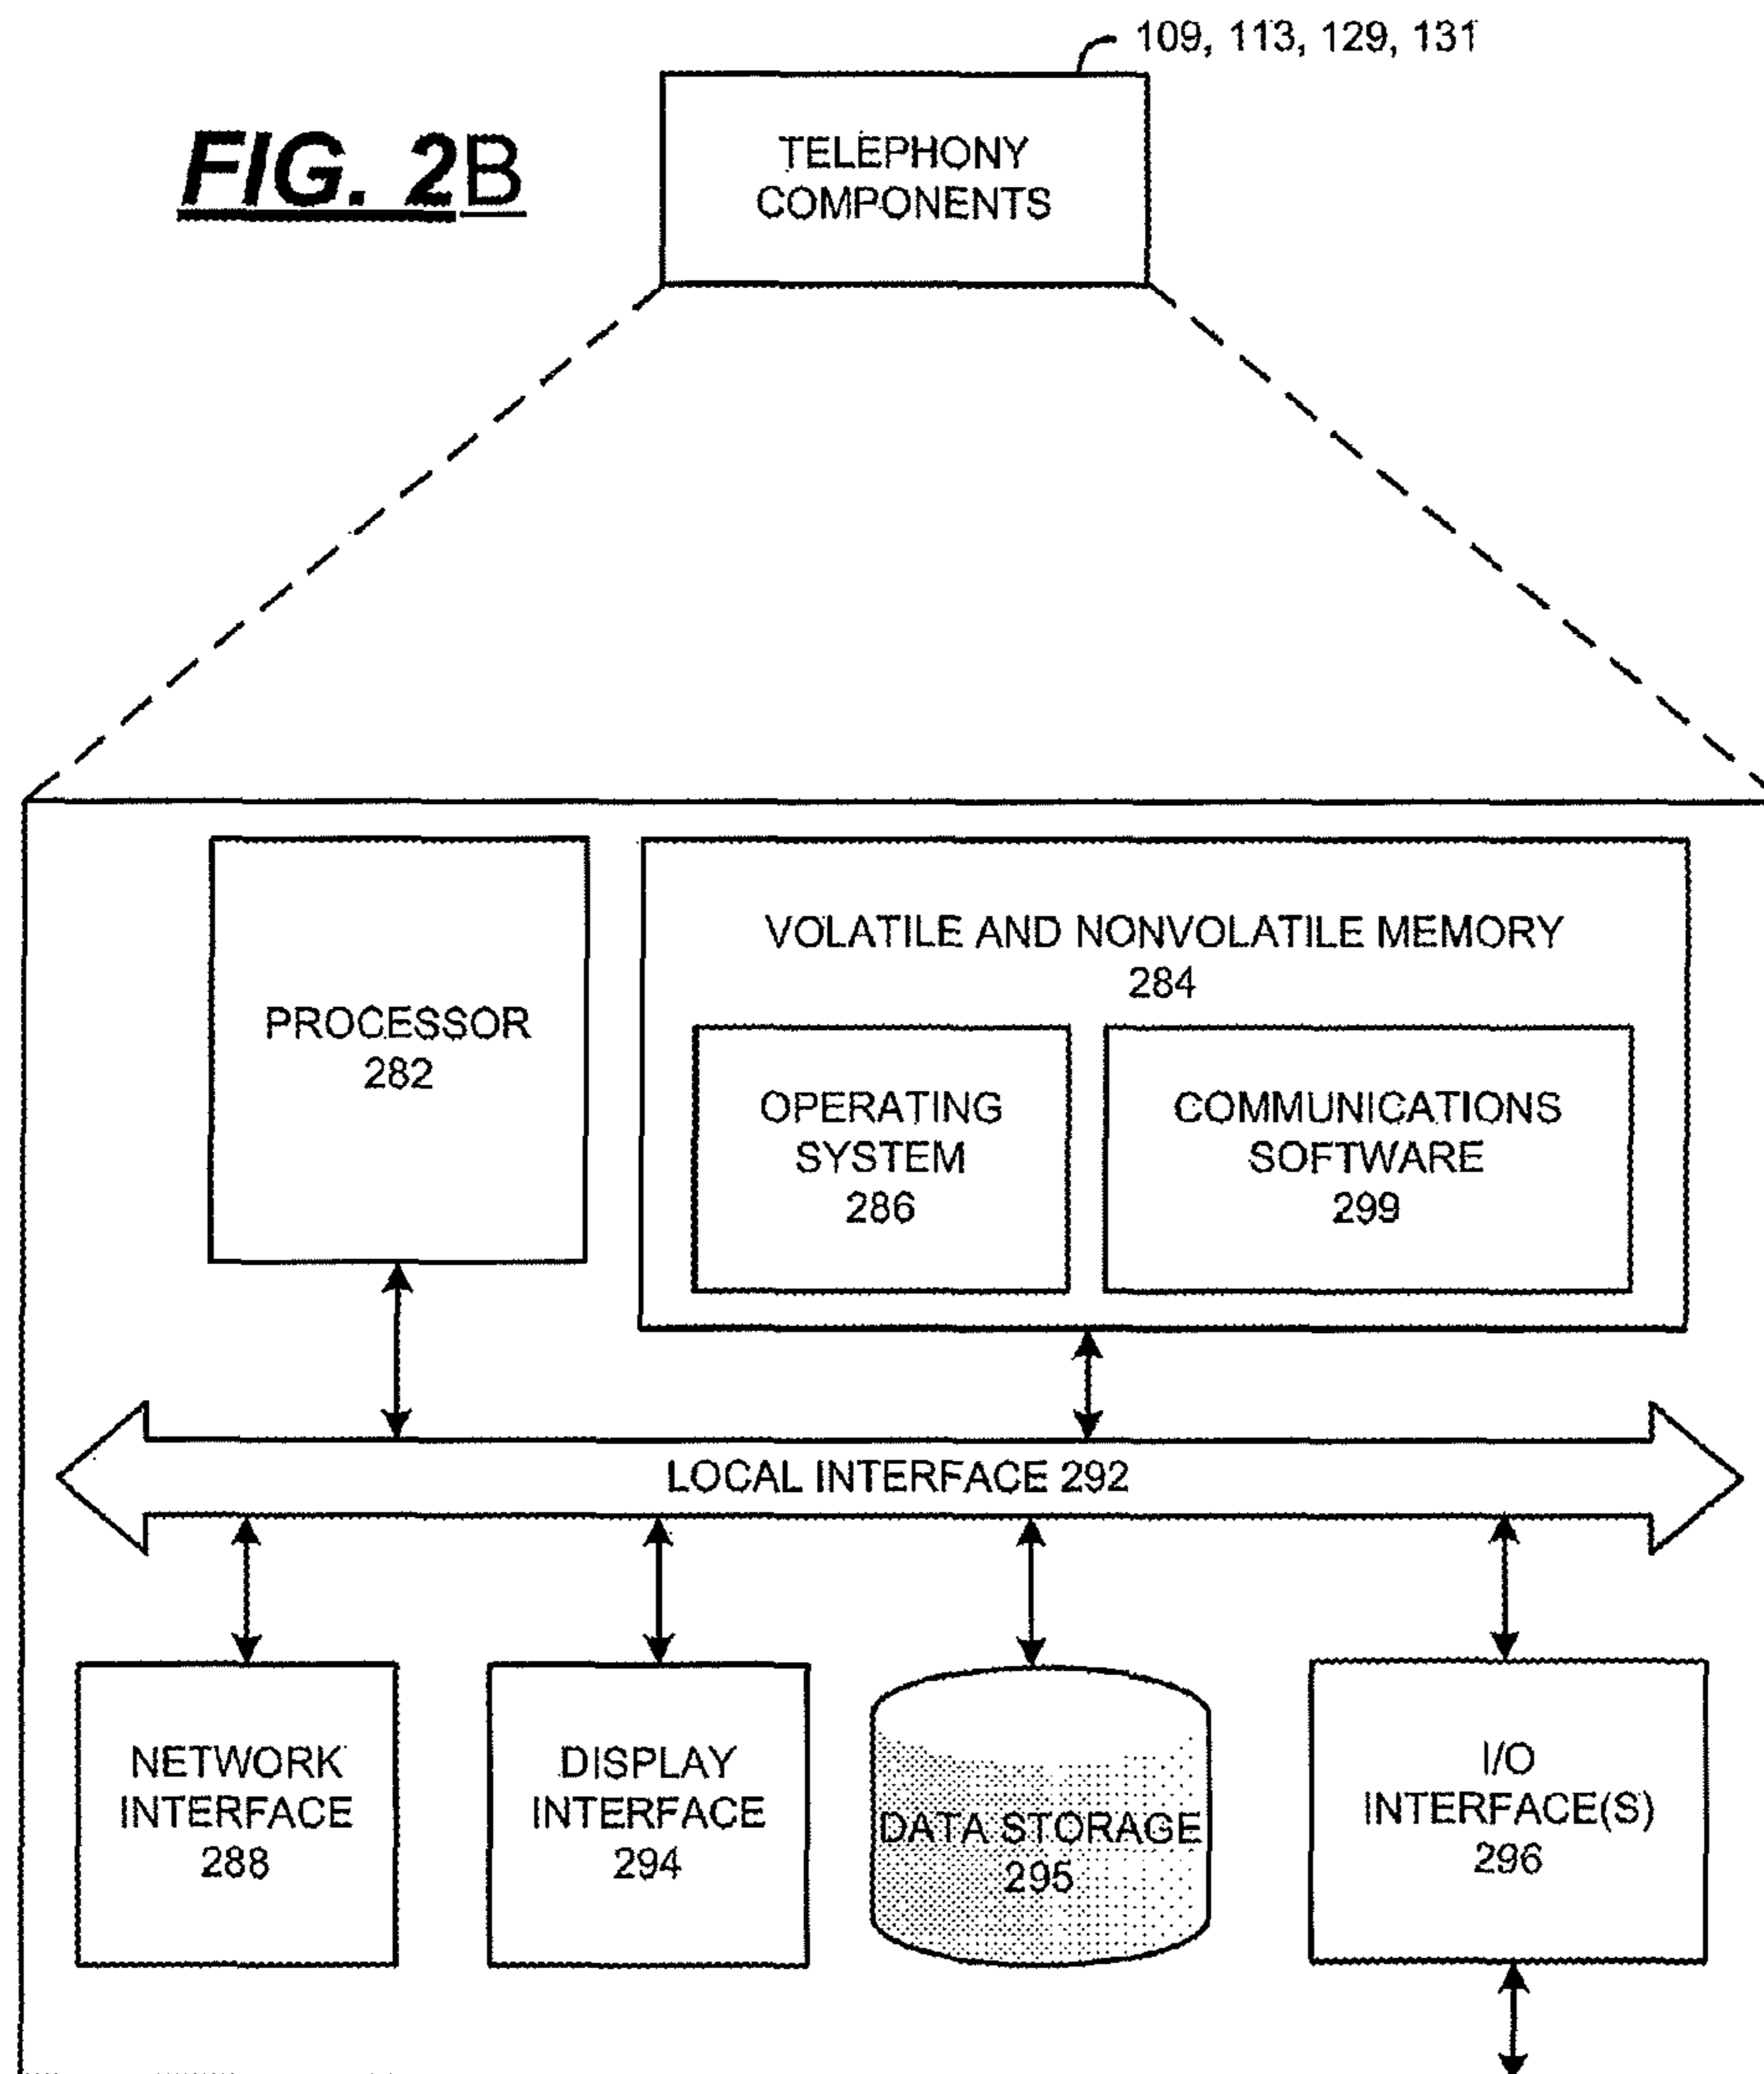 109, 113, 129, 131
FIG. 2B
TELEPHONY
COMPONENTS
VOLATILE AND NONVOLATILE MEMORY
284
PROCESSOR
282
OPERATING
SYSTEM
286
COMMUNICATIONS
SOFTWARE
299
LOCAL INTERFACE 292
NETWORK
INTERFACE
288
DISPLAY
INTERFACE
294
DATA STORAGE
295
I/O
INTERFACE(S)
296